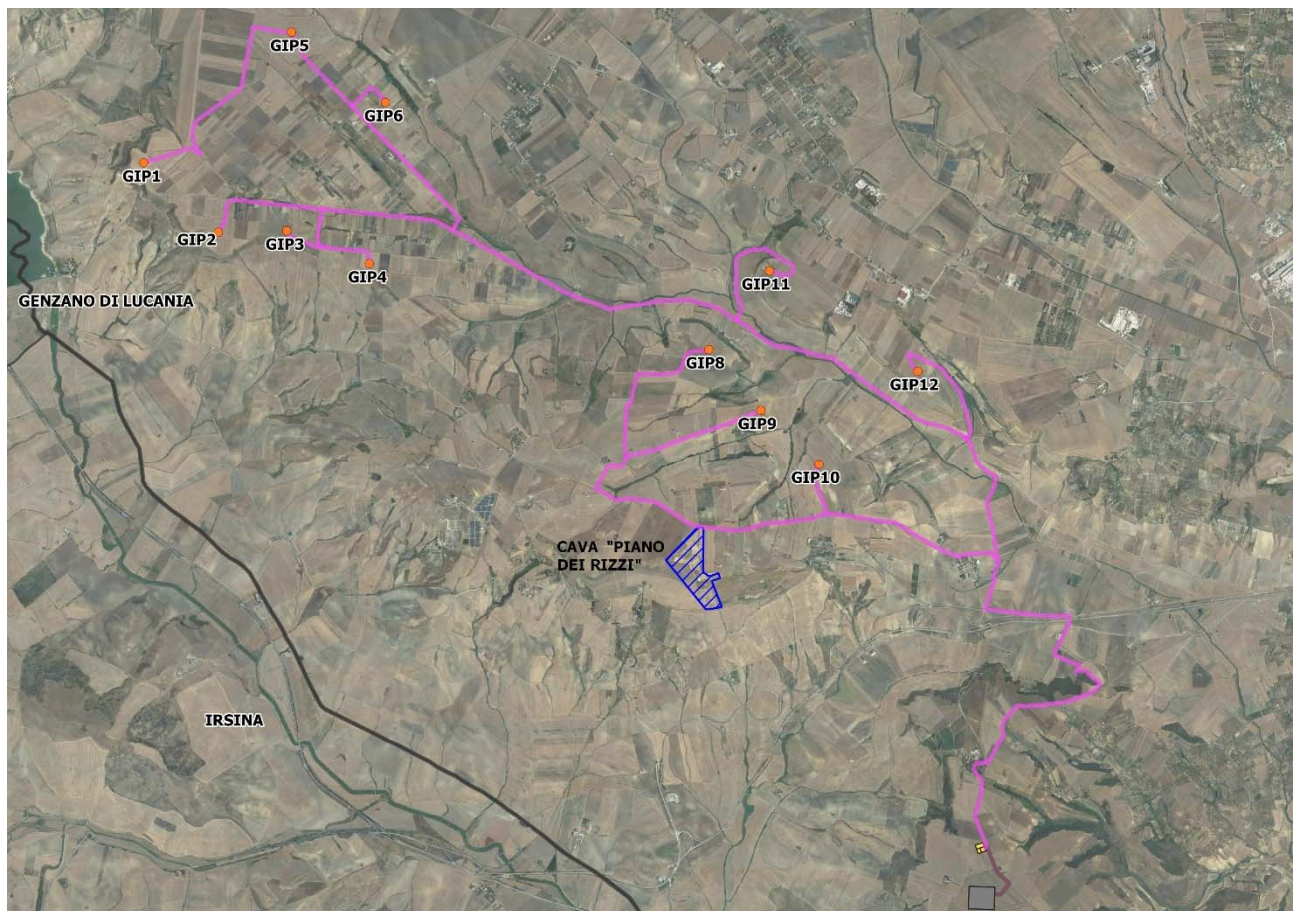 GIP5
GIP6
GIP1
GIP2
GIP3
GIP4
GIP11
GENZANO DI LUCANIA
GIP8
GIP12
GIP9
GIP10
CAVA "PIANO
DEI RIZZI"
IRSINA